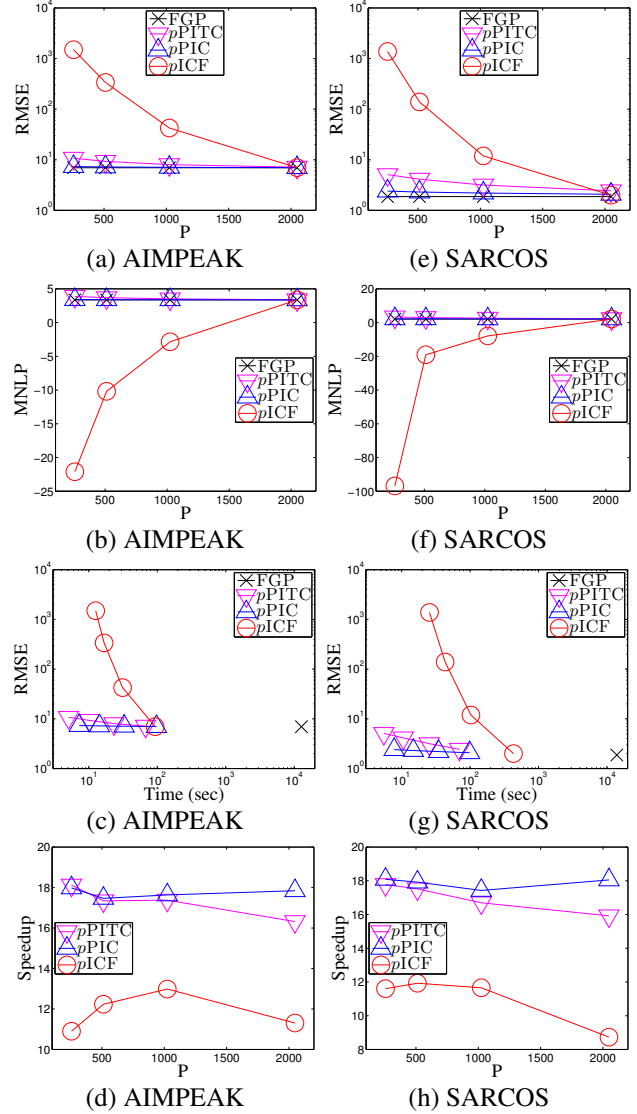 10^4
10^3
10^2
10^1
10^0
RMSE
FGP
pPITC
pPIC
pICF
500 1000 1500 2000
P
(a) AIMPEAK
10^4
10^3
10^2
10^1
10^0
RMSE
FGP
pPITC
pPIC
pICF
500 1000 1500 2000
P
(e) SARCOS
5
0
−5
−10
−15
−20
−25
MNLP
FGP
pPITC
pPIC
pICF
500 1000 1500 2000
P
(b) AIMPEAK
20
0
−20
−40
−60
−80
−100
MNLP
FGP
pPITC
pPIC
pICF
500 1000 1500 2000
P
(f) SARCOS
10^4
10^3
10^2
10^1
10^0
RMSE
FGP
pPITC
pPIC
pICF
10^1 10^2 10^3 10^4
Time (sec)
(c) AIMPEAK
10^4
10^3
10^2
10^1
10^0
RMSE
FGP
pPITC
pPIC
pICF
10^1 10^2 10^3 10^4
Time (sec)
(g) SARCOS
20
18
16
14
12
10
Speedup
pPITC
pPIC
pICF
500 1000 1500 2000
P
(d) AIMPEAK
20
18
16
14
12
10
8
Speedup
pPITC
pPIC
pICF
500 1000 1500 2000
P
(h) SARCOS